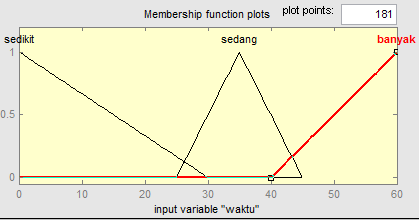 Membership function plots plot points: 181
sedikit sedang banyak
1
0.5
0
0 10 20 30 40 50 60
input variable "waktu"